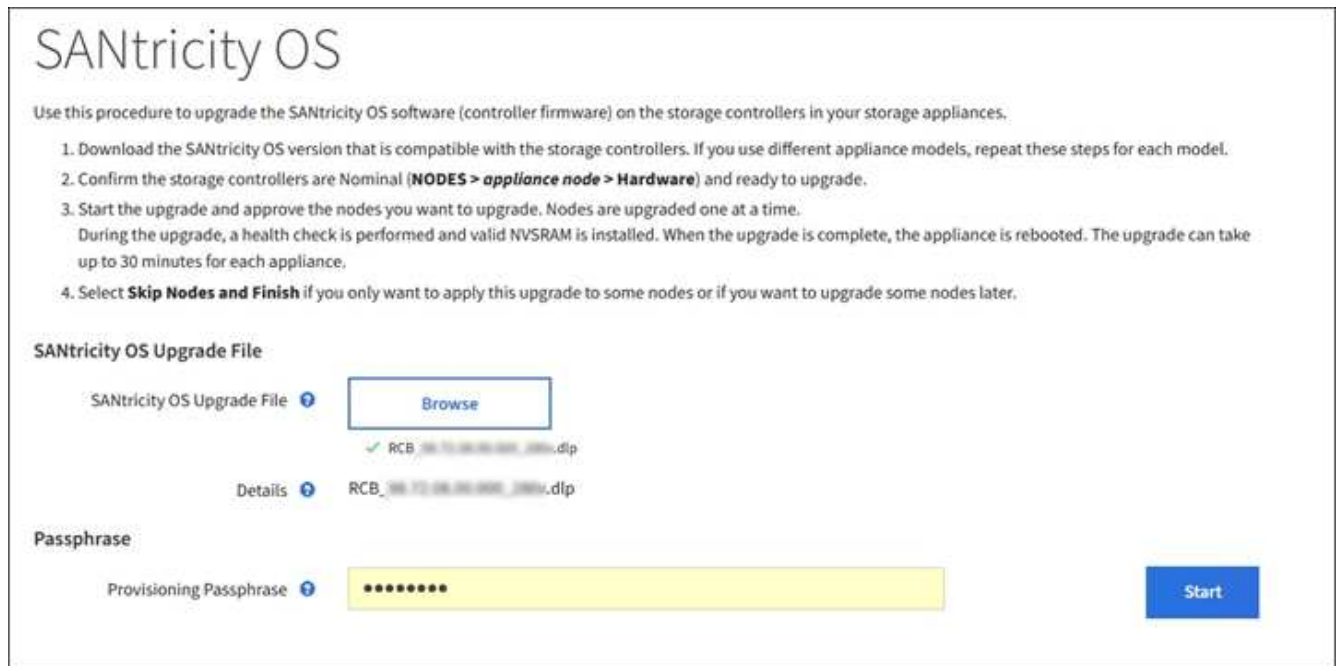 SANtricity OS
Use this procedure to upgrade the SANtricity OS software (controller firmware) on the storage controllers in your storage appliances.
1. Download the SANtricity OS version that is compatible with the storage controllers. If you use different appliance models, repeat these steps for each model.
2. Confirm the storage controllers are Nominal (NODES > appliance node > Hardware) and ready to upgrade.
3. Start the upgrade and approve the nodes you want to upgrade. Nodes are upgraded one at a time.
During the upgrade, a health check is performed and valid NVSRAM is installed. When the upgrade is complete, the appliance is rebooted. The upgrade can take
up to 30 minutes for each appliance.
4. Select Skip Nodes and Finish if you only want to apply this upgrade to some nodes or if you want to upgrade some nodes later.
SANtricity OS Upgrade File
SANtricity OS Upgrade File ?
Browse
✓ RCB_ .dlp
Details ? RCB_ .dlp
Passphrase
Provisioning Passphrase ? ••••••••
Start